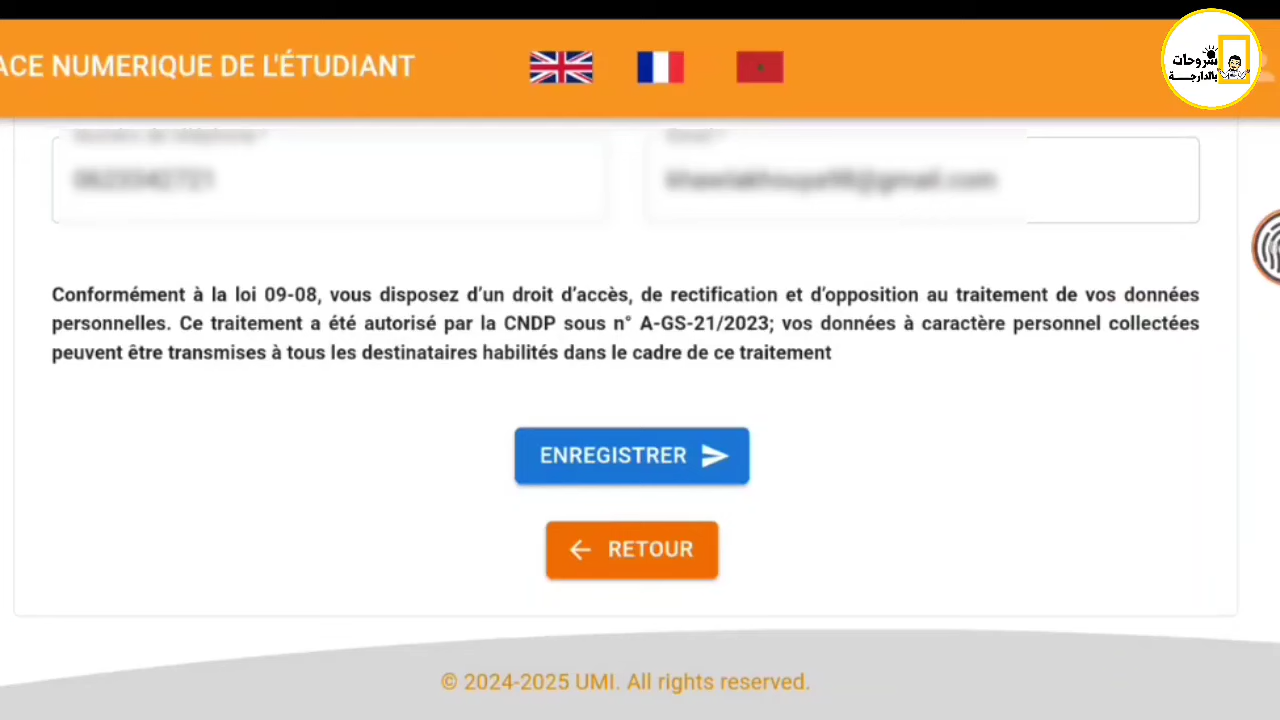 ACE NUMERIQUE DE L'ÉTUDIANT
شروحات
بالدارجـــة
Conformément à la loi 09-08, vous disposez d'un droit d'accès, de rectification et d'opposition au traitement de vos données
personnelles. Ce traitement a été autorisé par la CNDP sous n° A-GS-21/2023; vos données à caractère personnel collectées
peuvent être transmises à tous les destinataires habilités dans le cadre de ce traitement
ENREGISTRER
RETOUR
© 2024-2025 UMI. All rights reserved.